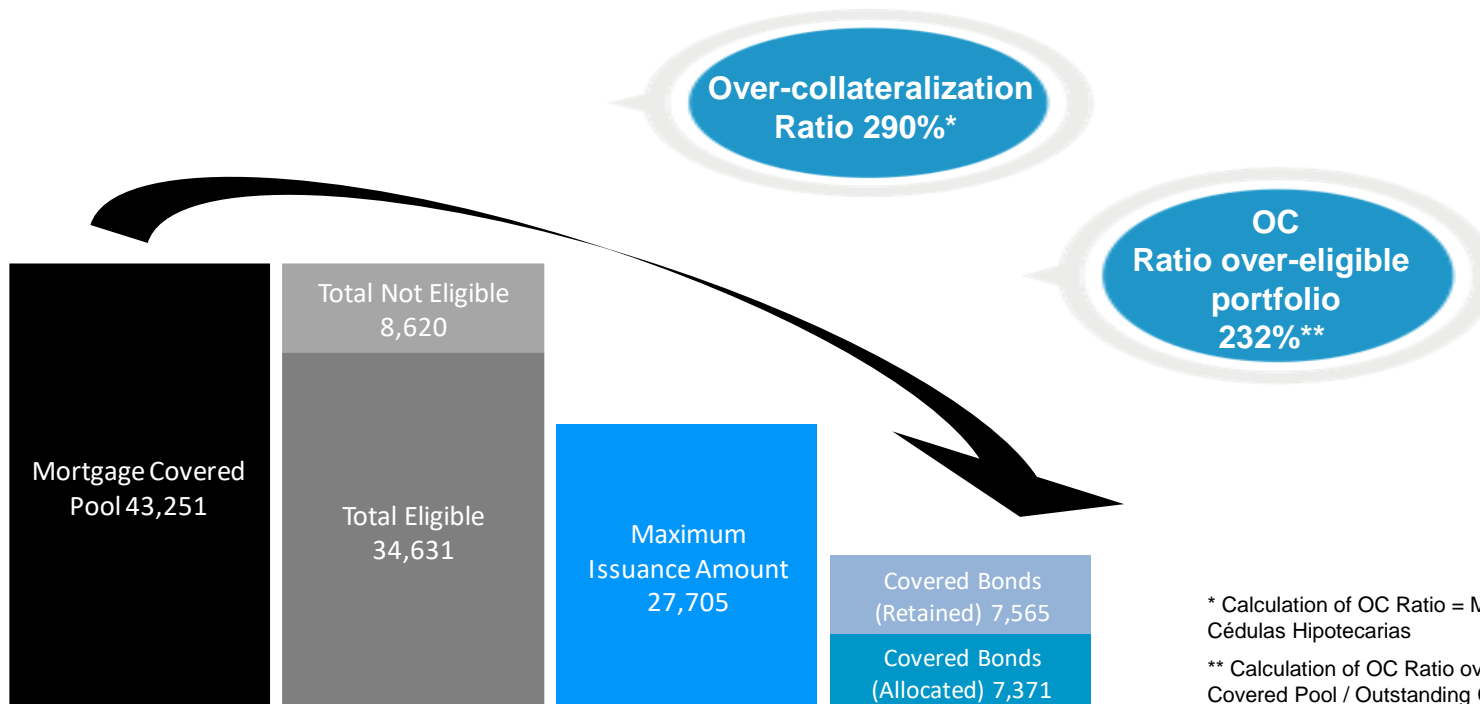 Over-collateralization
Ratio 290%*
OC
Ratio over-eligible
portfolio
232%**
Mortgage Covered
Pool 43,251
Total Not Eligible
8,620
Total Eligible
34,631
Maximum
Issuance Amount
27,705
Covered Bonds
(Retained) 7,565
Covered Bonds
(Allocated) 7,371
* Calculation of OC Ratio =
Cédulas Hipotecarias
** Calculation of OC Ratio
Covered Pool / Outstanding